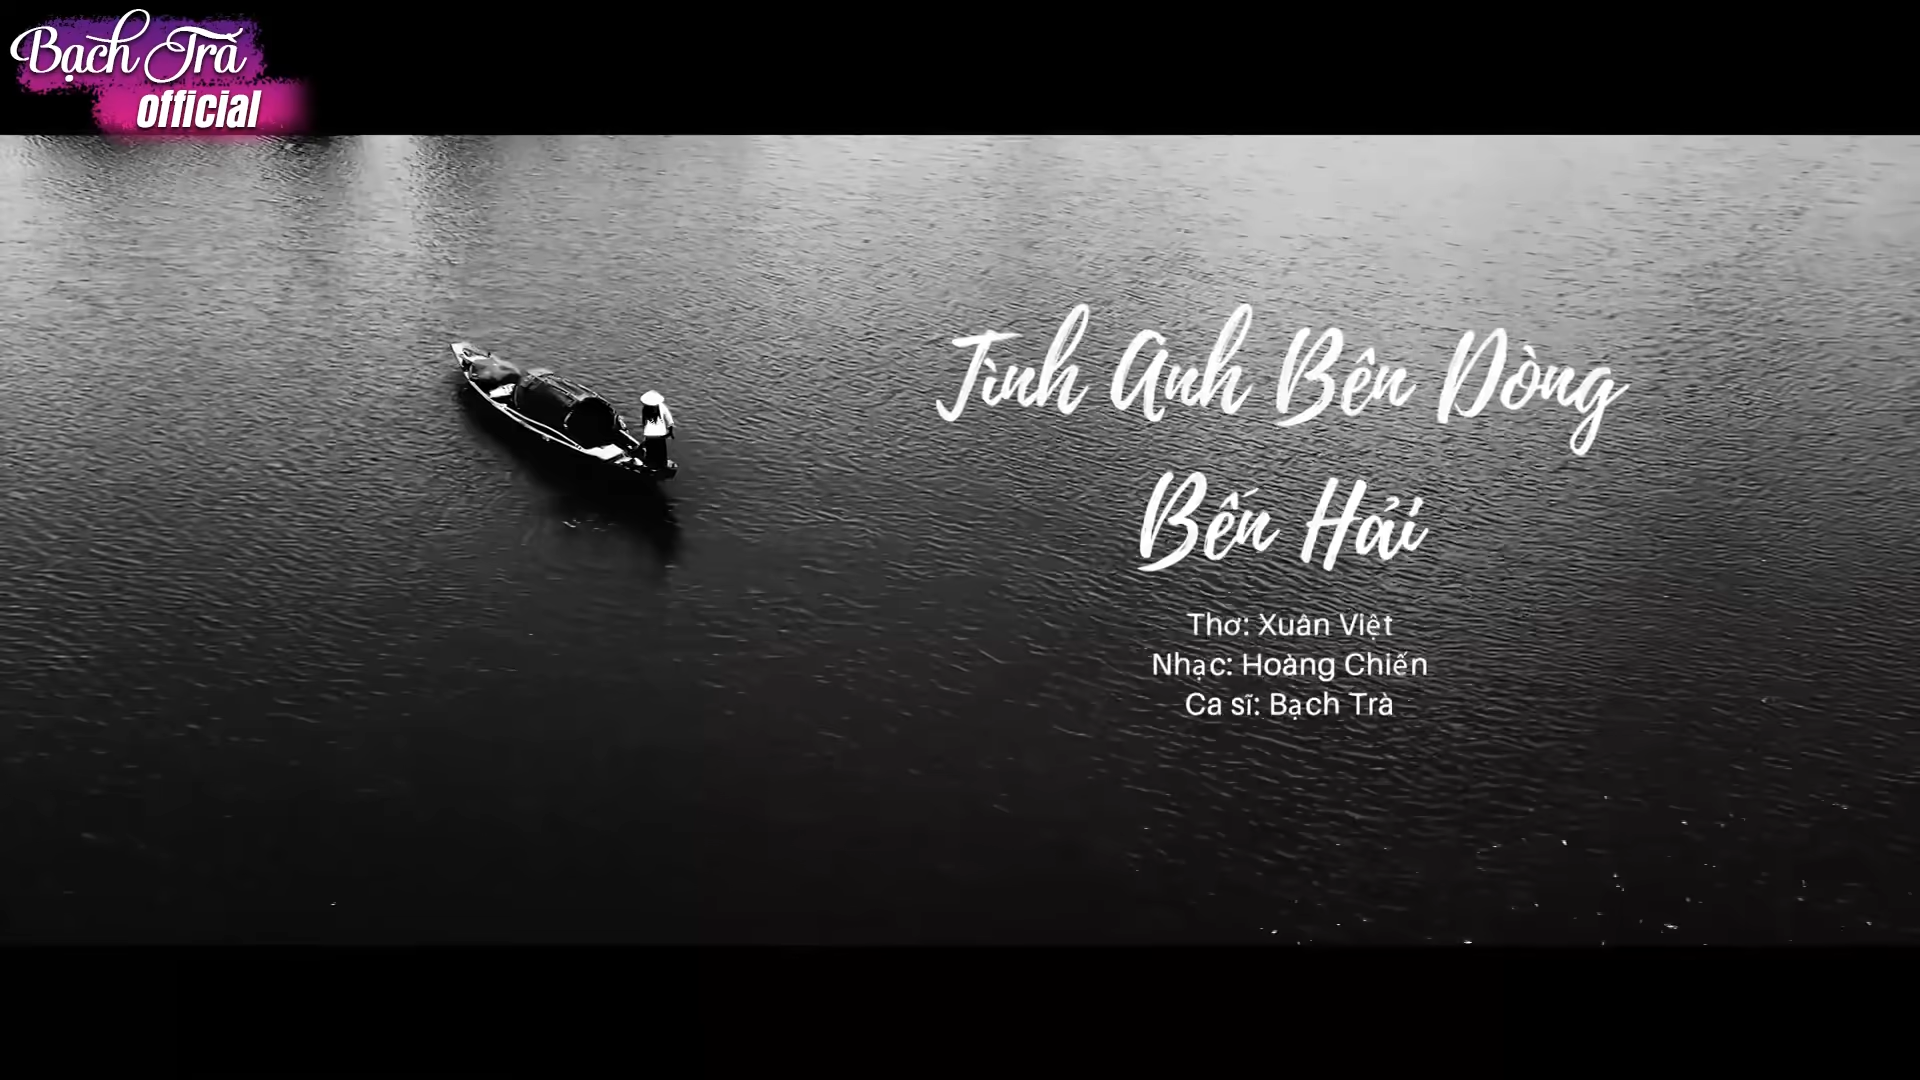 Bạch Trà
official
Tình Anh Bên Dòng
Bến Hải
Thơ: Xuân Việt
Nhạc: Hoàng Chiến
Ca sĩ: Bạch Trà